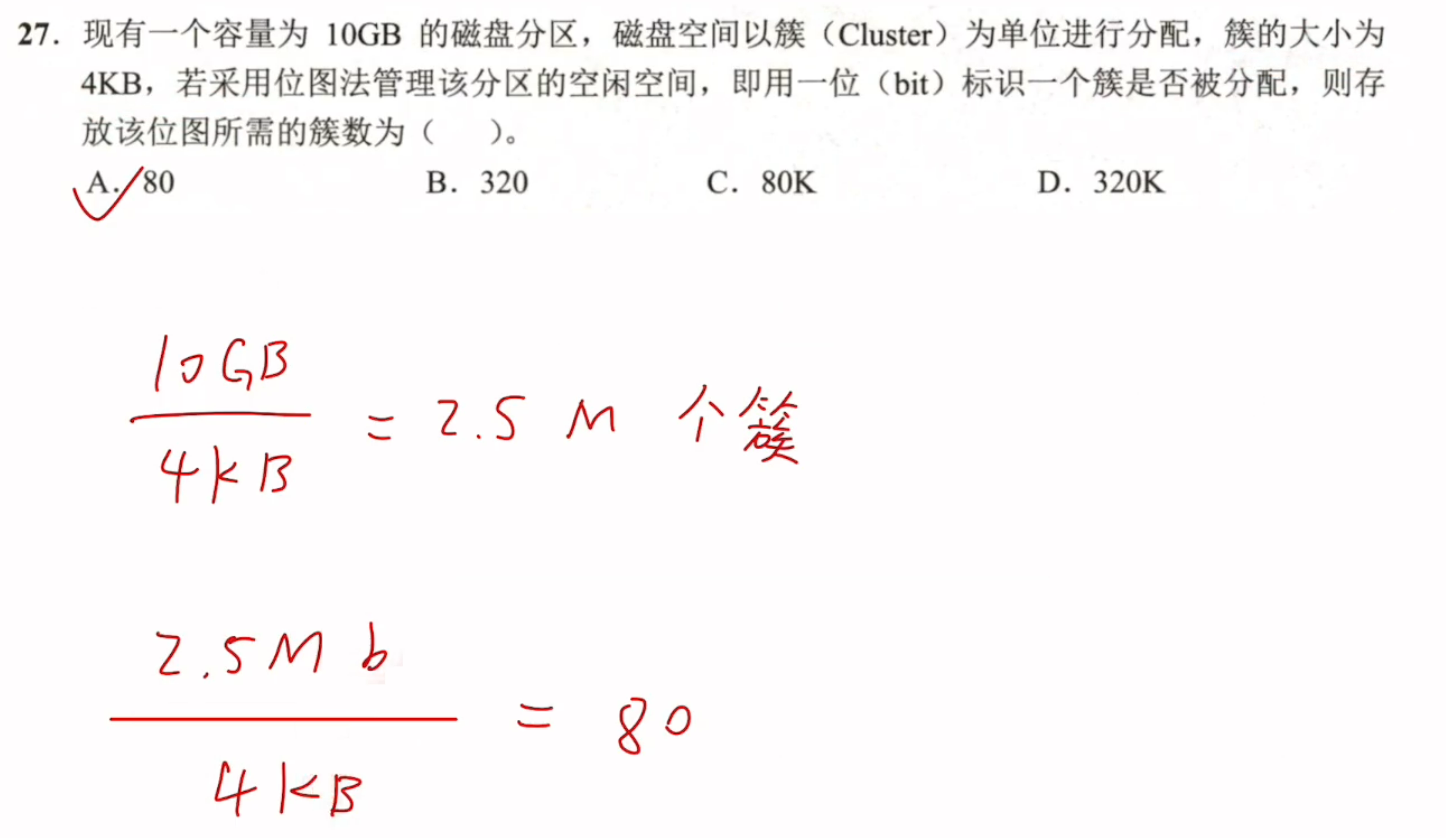 27. 现有一个容量为 10GB 的磁盘分区，磁盘空间以簇（Cluster）为单位进行分配，簇的大小为
4KB，若采用位图法管理该分区的空闲空间，即用一位（bit）标识一个簇是否被分配，则存
放该位图所需的簇数为（　　）。
A. 80 B. 320 C. 80K D. 320K
10GB
4KB
= 2.5 M 个簇
2.5M b
4KB
= 80